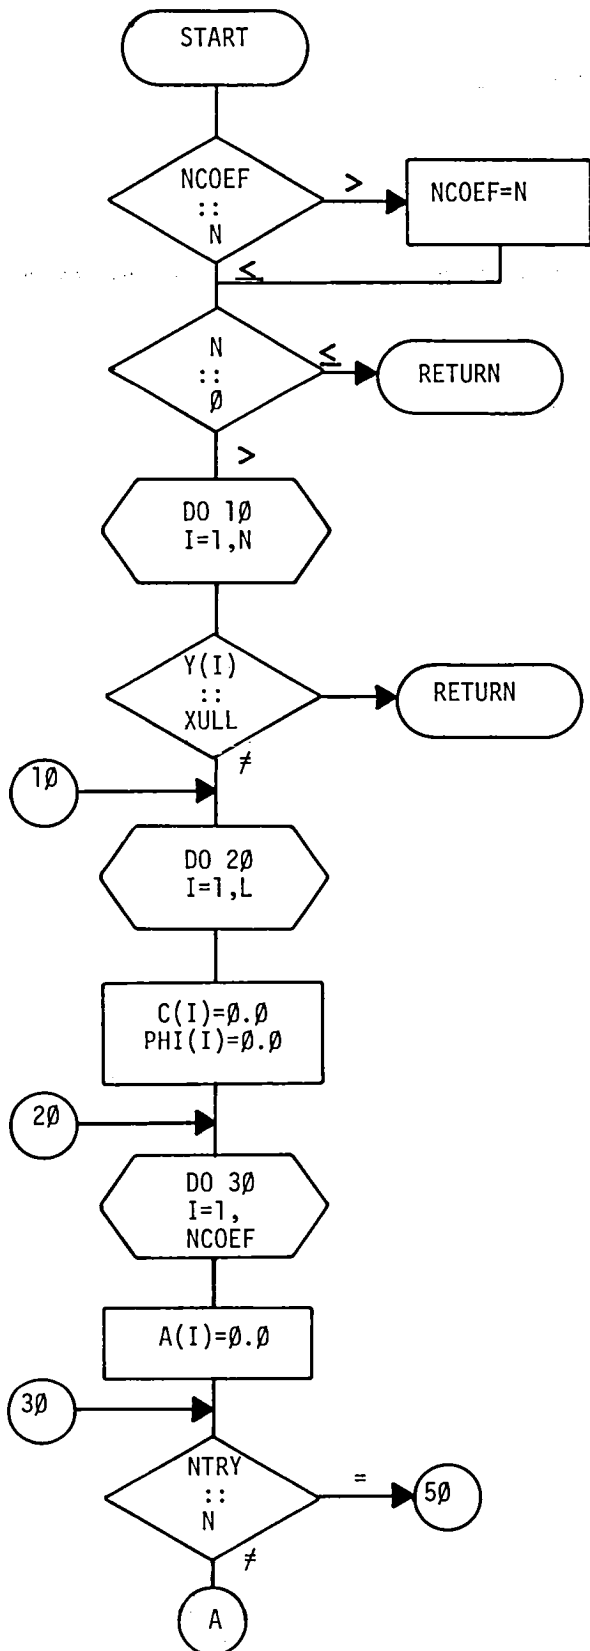 START
NCOEF
::
N
>
NCOEF=N
≤
N
::
Ø
≤
RETURN
>
DO 1Ø
I=1,N
Y(I)
::
XULL
RETURN
≠
1Ø
DO 2Ø
I=1,L
C(I)=Ø.Ø
PHI(I)=Ø.Ø
2Ø
DO 3Ø
I=1,
NCOEF
A(I)=Ø.Ø
3Ø
NTRY
::
N
=
5Ø
≠
A